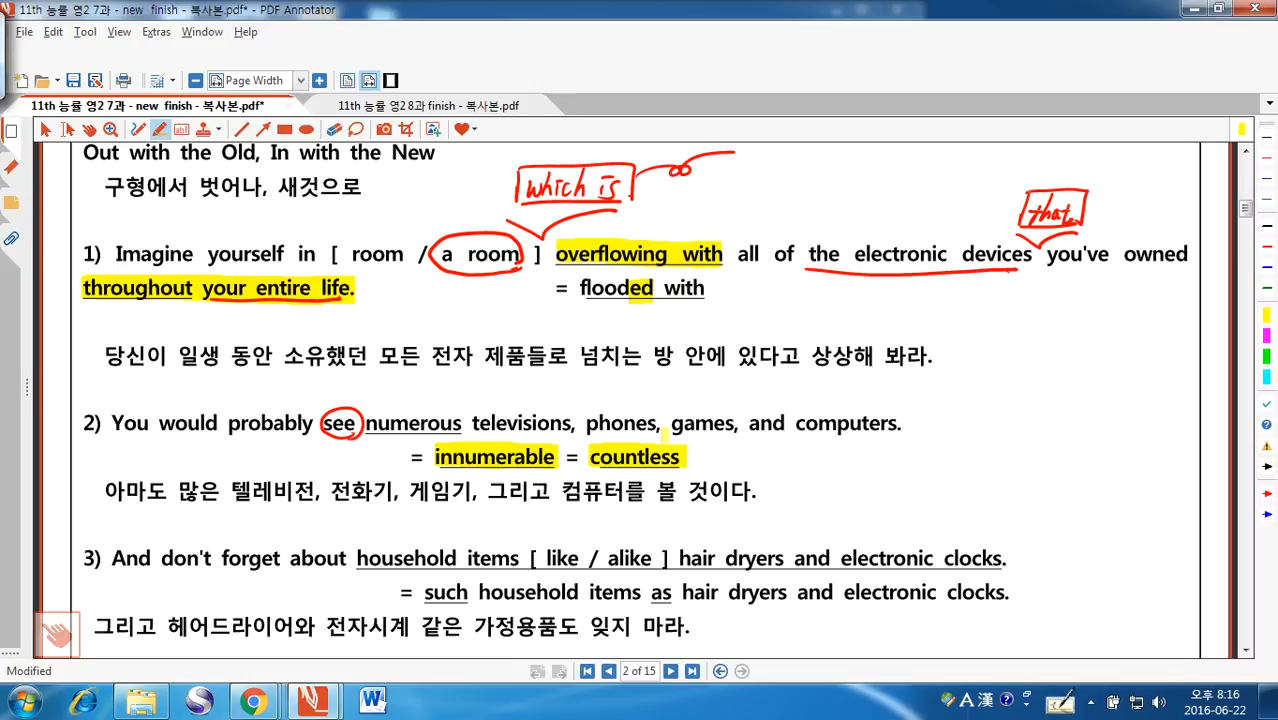 11th 능률 영2 7과 - new  finish - 복사본.pdf* - PDF Annotator
File Edit Tool View Extras Window Help
Page Width
11th 능률 영2 7과 - new finish - 복사본.pdf* 11th 능률 영2 8과 finish - 복사본.pdf
Out with the Old, In with the New
구형에서 벗어나, 새것으로
which is
that
1) Imagine yourself in [ room / a room ] overflowing with all of the electronic devices you've owned
throughout your entire life. = flooded with
당신이 일생 동안 소유했던 모든 전자 제품들로 넘치는 방 안에 있다고 상상해 봐라.
2) You would probably see numerous televisions, phones, games, and computers.
= innumerable = countless
아마도 많은 텔레비전, 전화기, 게임기, 그리고 컴퓨터를 볼 것이다.
3) And don't forget about household items [ like / alike ] hair dryers and electronic clocks.
= such household items as hair dryers and electronic clocks.
그리고 헤어드라이어와 전자시계 같은 가정용품도 잊지 마라.
Modified 2 of 15
A 漢
오후 8:16
2016-06-22